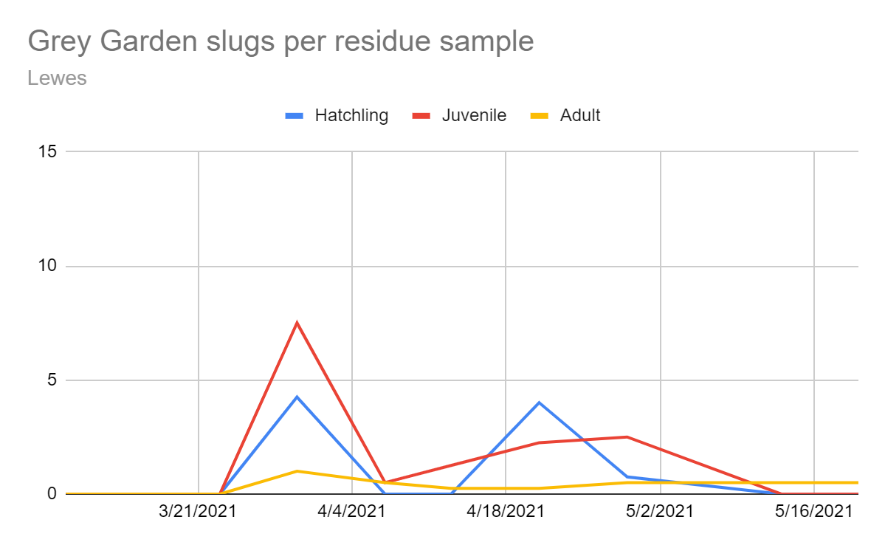 Grey Garden slugs per residue sample
Lewes
Hatchling Juvenile Adult
15
10
5
0
3/21/2021 4/4/2021 4/18/2021 5/2/2021 5/16/2021